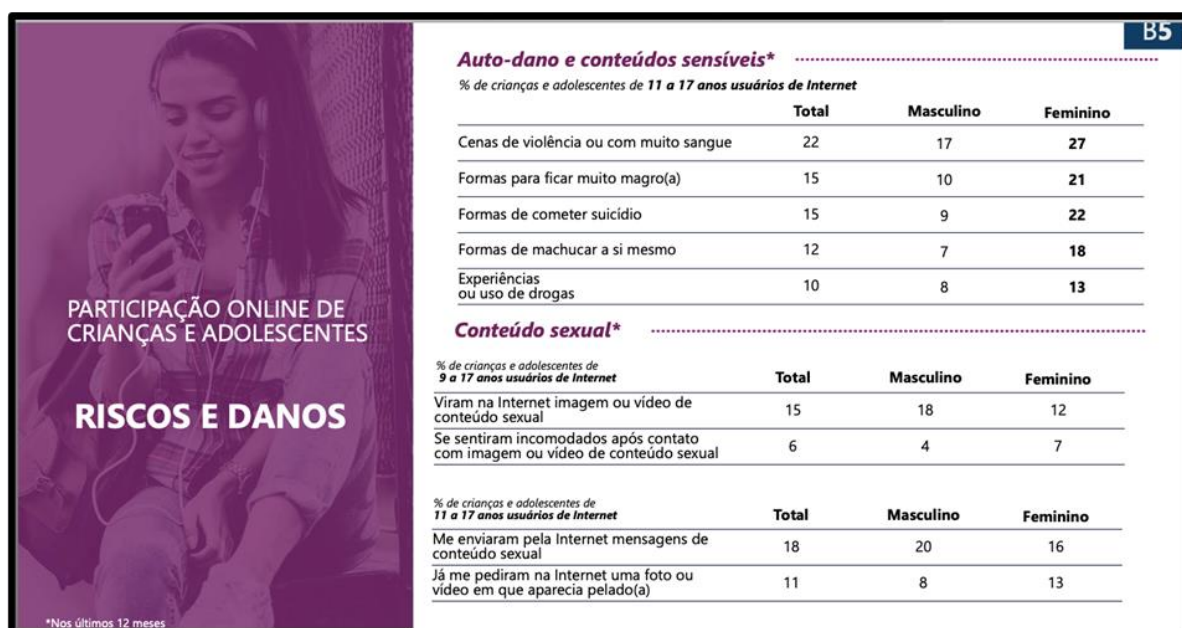 B5
Auto-dano e conteúdos sensíveis*
% de crianças e adolescentes de 11 a 17 anos usuários de Internet
Total Masculino Feminino
Cenas de violência ou com muito sangue 22 17 27
Formas para ficar muito magro(a) 15 10 21
Formas de cometer suicídio 15 9 22
Formas de machucar a si mesmo 12 7 18
Experiências
ou uso de drogas 10 8 13
PARTICIPAÇÃO ONLINE DE
CRIANÇAS E ADOLESCENTES
RISCOS E DANOS
Conteúdo sexual*
% de crianças e adolescentes de
9 a 17 anos usuários de Internet
Total Masculino Feminino
Viram na Internet imagem ou vídeo de
conteúdo sexual 15 18 12
Se sentiram incomodados após contato
com imagem ou vídeo de conteúdo sexual 6 4 7
% de crianças e adolescentes de
11 a 17 anos usuários de Internet
Total Masculino Feminino
Me enviaram pela Internet mensagens de
conteúdo sexual 18 20 16
Já me pediram na Internet uma foto ou
vídeo em que aparecia pelado(a) 11 8 13
*Nos últimos 12 meses